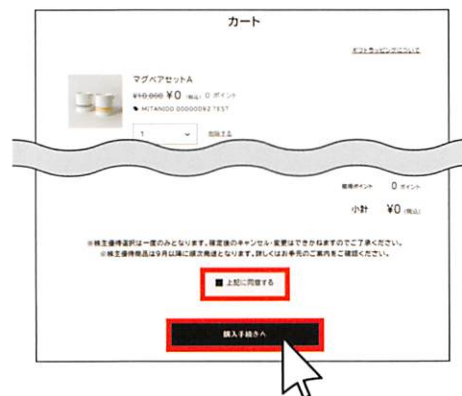 カート
ギフトラッピングについて
マグペアセットA
¥10,000 ¥0 (税込) 0 ポイント
MITANIDO 00000092 TEST
1
削除する
獲得ポイント 0 ポイント
小計 ¥0 (税込)
※株主優待選択は一度のみとなります。確定後のキャンセル・変更はできかねますのでご了承ください。
※株主優待商品は9月以降に順次発送となります。詳しくはお手元のご案内をご確認ください。
上記に同意する
購入手続きへ